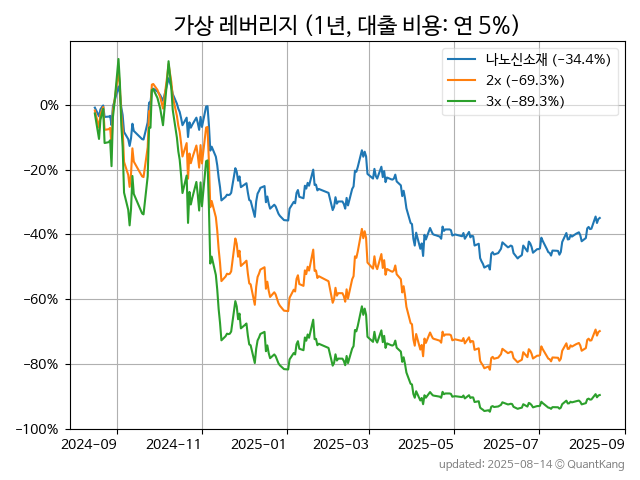 가상 레버리지 (1년, 대출 비용: 연 5%)
나노신소재 (−34.4%)
2x (−69.3%)
3x (−89.3%)
0%
−20%
−40%
−60%
−80%
−100%
2024-09 2024-11 2025-01 2025-03 2025-05 2025-07 2025-09
updated: 2025-08-14 © QuantKang